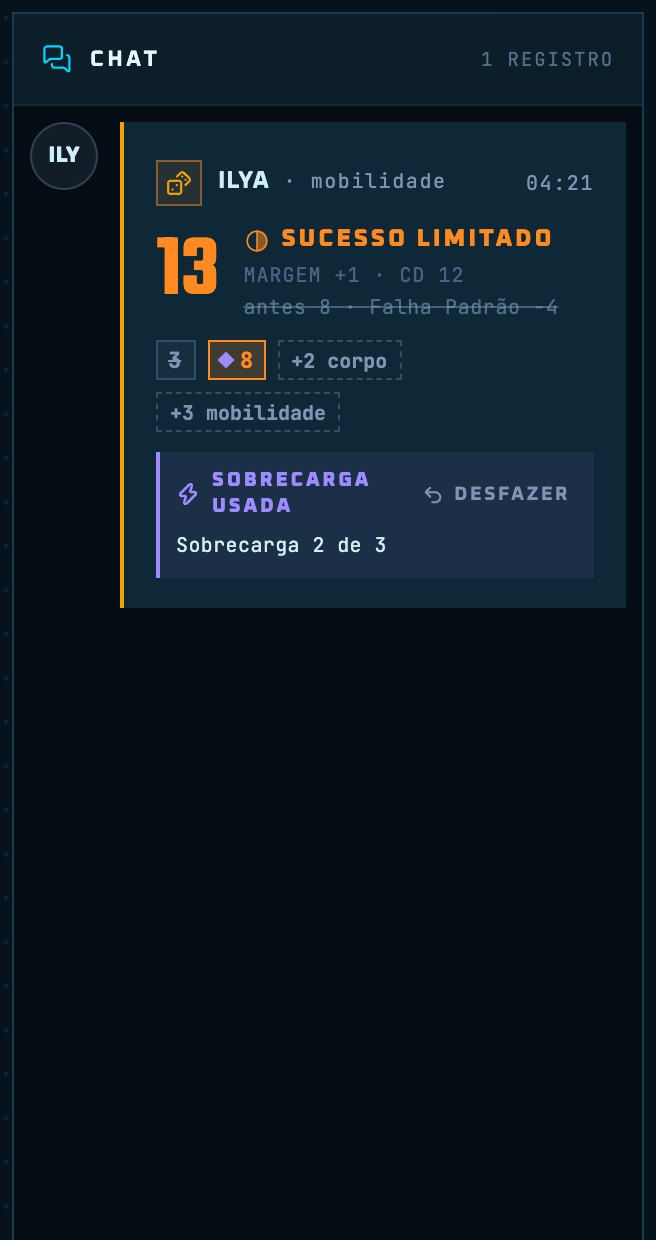 CHAT
1 REGISTRO
ILY
ILYA · mobilidade
04:21
13
SUCESSO LIMITADO
MARGEM +1 · CD 12
antes 8 · Falha Padrão -4
3
8
+2 corpo
+3 mobilidade
SOBRECARGA
USADA
DESFAZER
Sobrecarga 2 de 3